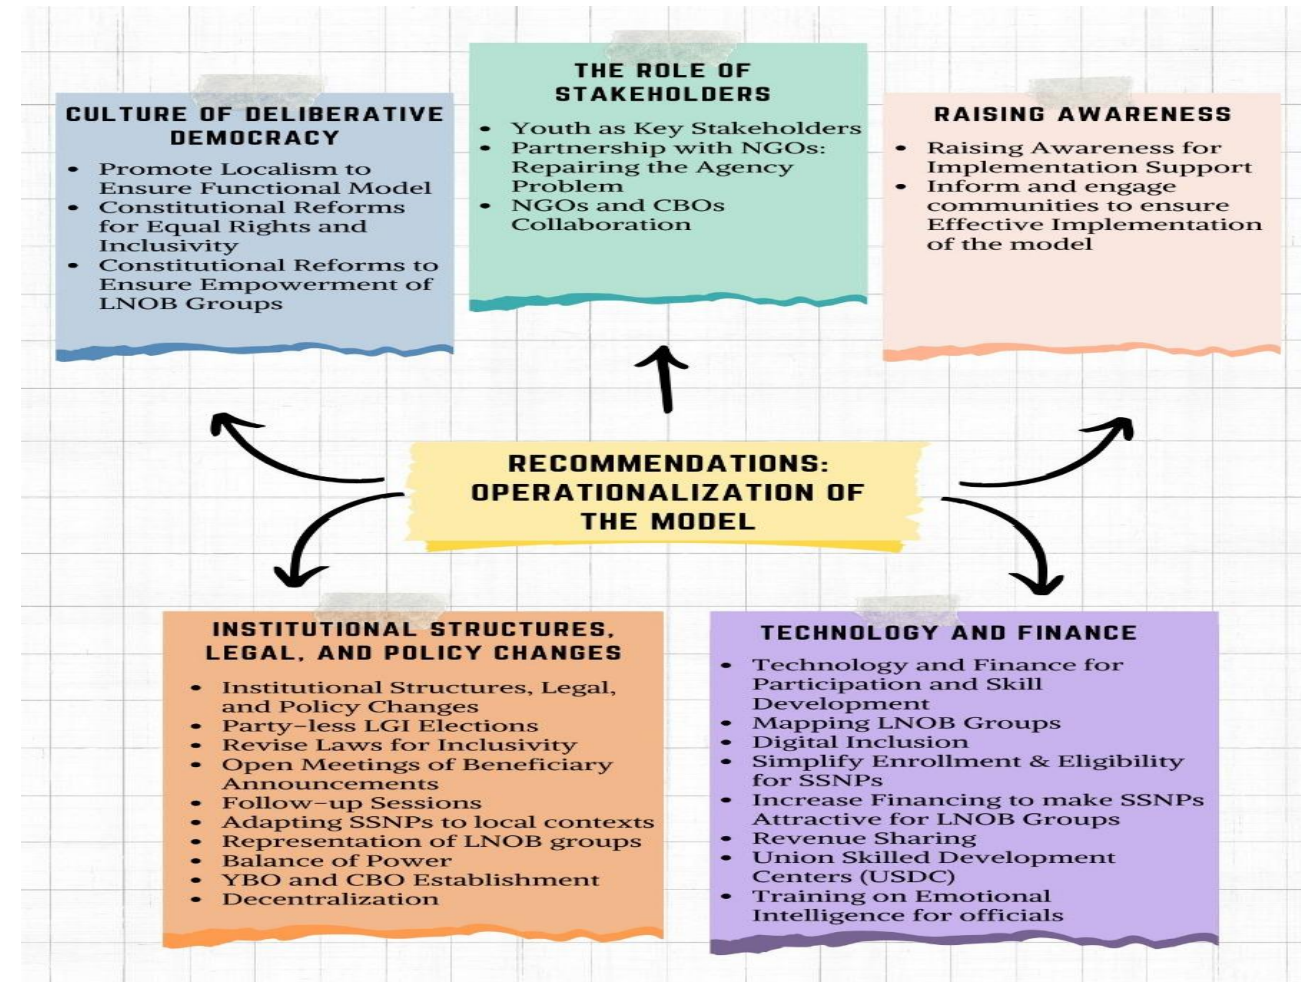 CULTURE OF DELIBERATIVE
DEMOCRACY
• Promote Localism to
Ensure Functional Model
• Constitutional Reforms
for Equal Rights and
Inclusivity
• Constitutional Reforms to
Ensure Empowerment of
LNOB Groups
THE ROLE OF
STAKEHOLDERS
• Youth as Key Stakeholders
• Partnership with NGOs:
Repairing the Agency
Problem
• NGOs and CBOs
Collaboration
RAISING AWARENESS
• Raising Awareness for
Implementation Support
• Inform and engage
communities to ensure
Effective Implementation
of the model
RECOMMENDATIONS:
OPERATIONALIZATION OF
THE MODEL
INSTITUTIONAL STRUCTURES,
LEGAL, AND POLICY CHANGES
• Institutional Structures, Legal,
and Policy Changes
• Party-less LGI Elections
• Revise Laws for Inclusivity
• Open Meetings of Beneficiary
Announcements
• Follow-up Sessions
• Adapting SSNPs to local contexts
• Representation of LNOB groups
• Balance of Power
• YBO and CBO Establishment
• Decentralization
TECHNOLOGY AND FINANCE
• Technology and Finance for
Participation and Skill
Development
• Mapping LNOB Groups
• Digital Inclusion
• Simplify Enrollment & Eligibility
for SSNPs
• Increase Financing to make SSNPs
Attractive for LNOB Groups
• Revenue Sharing
• Union Skilled Development
Centers (USDC)
• Training on Emotional
Intelligence for officials